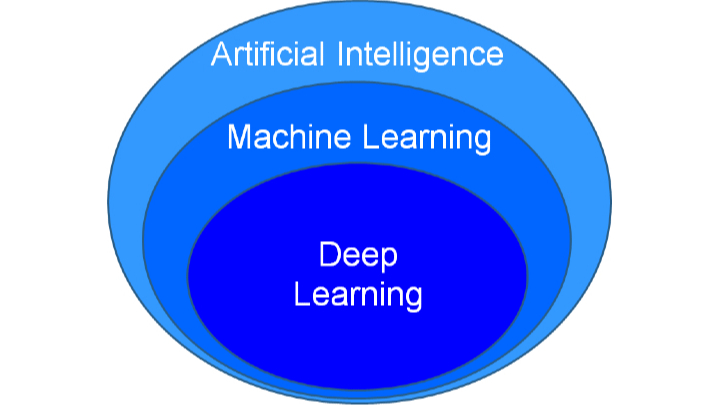 Artificial Intelligence
Machine Learning
Deep
Learning